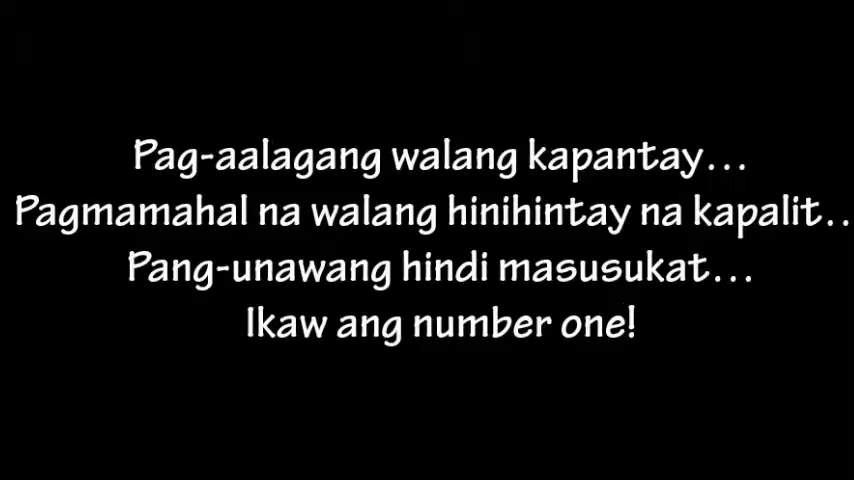 Pag-aalagang walang kapantay...
Pagmamahal na walang hinihintay na kapalit...
Pang-unawang hindi masusukat...
Ikaw ang number one!